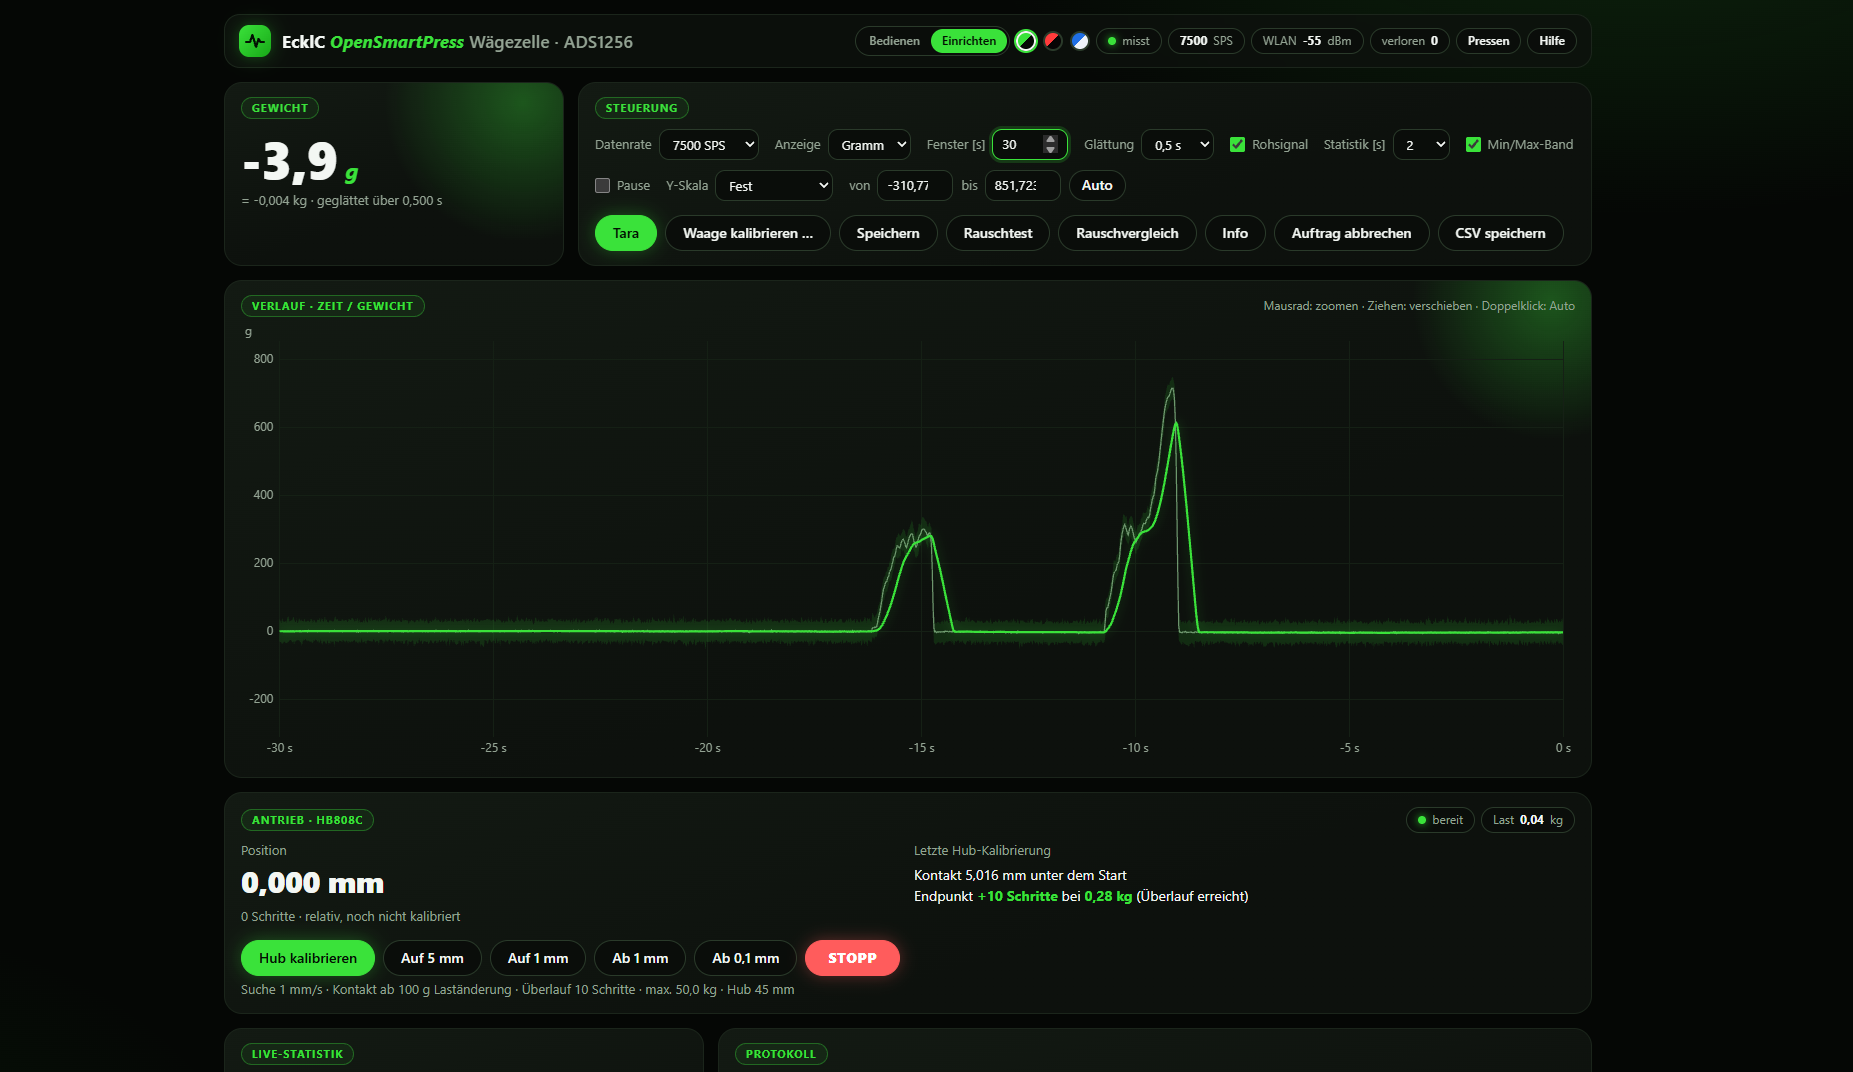 EckIC OpenSmartPress Wägezelle · ADS1256
Bedienen Einrichten misst 7500 SPS WLAN -55 dBm verloren 0 Pressen Hilfe
GEWICHT
-3,9 g
= -0,004 kg · geglättet über 0,500 s
STEUERUNG
Datenrate 7500 SPS Anzeige Gramm Fenster [s] 30 Glättung 0,5 s Rohsignal Statistik [s] 2 Min/Max-Band
Pause Y-Skala Fest von -310,77 bis 851,723 Auto
Tara Waage kalibrieren ... Speichern Rauschtest Rauschvergleich Info Auftrag abbrechen CSV speichern
VERLAUF · ZEIT / GEWICHT Mausrad: zoomen · Ziehen: verschieben · Doppelklick: Auto
g
800
600
400
200
0
-200
-30 s -25 s -20 s -15 s -10 s -5 s 0 s
ANTRIEB · HB808C bereit Last 0,04 kg
Position
0,000 mm
0 Schritte · relativ, noch nicht kalibriert
Letzte Hub-Kalibrierung
Kontakt 5,016 mm unter dem Start
Endpunkt +10 Schritte bei 0,28 kg (Überlauf erreicht)
Hub kalibrieren Auf 5 mm Auf 1 mm Ab 1 mm Ab 0,1 mm STOPP
Suche 1 mm/s · Kontakt ab 100 g Laständerung · Überlauf 10 Schritte · max. 50,0 kg · Hub 45 mm
LIVE-STATISTIK
PROTOKOLL